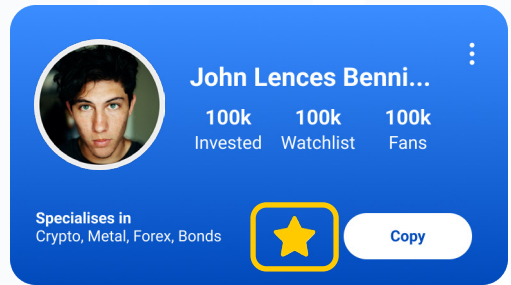 John Lences Benni...
100k 100k 100k
Invested Watchlist Fans
Specialises in
Crypto, Metal, Forex, Bonds
Copy